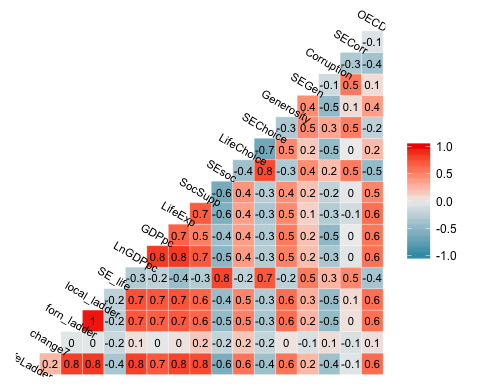 OECD
SECorr -0.1
Corruption -0.3 -0.4
SEGen -0.1 0.5 0.1
Generosity 0.4 -0.5 0.1 0.4
SEChoice -0.3 0.5 0.3 0.5 -0.2
LifeChoice -0.7 0.5 0.2 -0.5 0 0.2
SEsoc -0.4 0.8 -0.3 0.4 0.2 0.5 -0.5
SocSupp -0.6 0.4 -0.3 0.4 0.2 -0.2 0 0.5
LifeExp 0.7 -0.6 0.4 -0.3 0.5 0.1 -0.3 -0.1 0.6
GDPpc 0.7 0.5 -0.4 0.4 -0.3 0.5 0.2 -0.5 0 0.6
LnGDPpc 0.8 0.8 0.7 -0.5 0.4 -0.3 0.5 0.2 -0.5 0 0.6
SE_life -0.3 -0.2 -0.4 -0.3 0.8 -0.2 0.7 -0.2 0.5 0.3 0.5 -0.4
local_ladder -0.2 0.7 0.7 0.7 0.6 -0.4 0.5 -0.3 0.6 0.2 -0.5 0.1 0.6
forn_ladder 1 -0.2 0.7 0.7 0.7 0.6 -0.5 0.5 -0.3 0.6 0.2 -0.5 0 0.6
change7 0 0 -0.2 0.1 0 -0.1 0 -0.2 0.1 -0.2 0 -0.1 0.1 -0.1 0.1
eLadder 0.2 0.8 0.8 -0.4 0.8 0.7 0.8 0.8 -0.6 0.6 -0.4 0.6 0.2 -0.4 -0.1 0.6
1.0
0.5
0.0
-0.5
-1.0